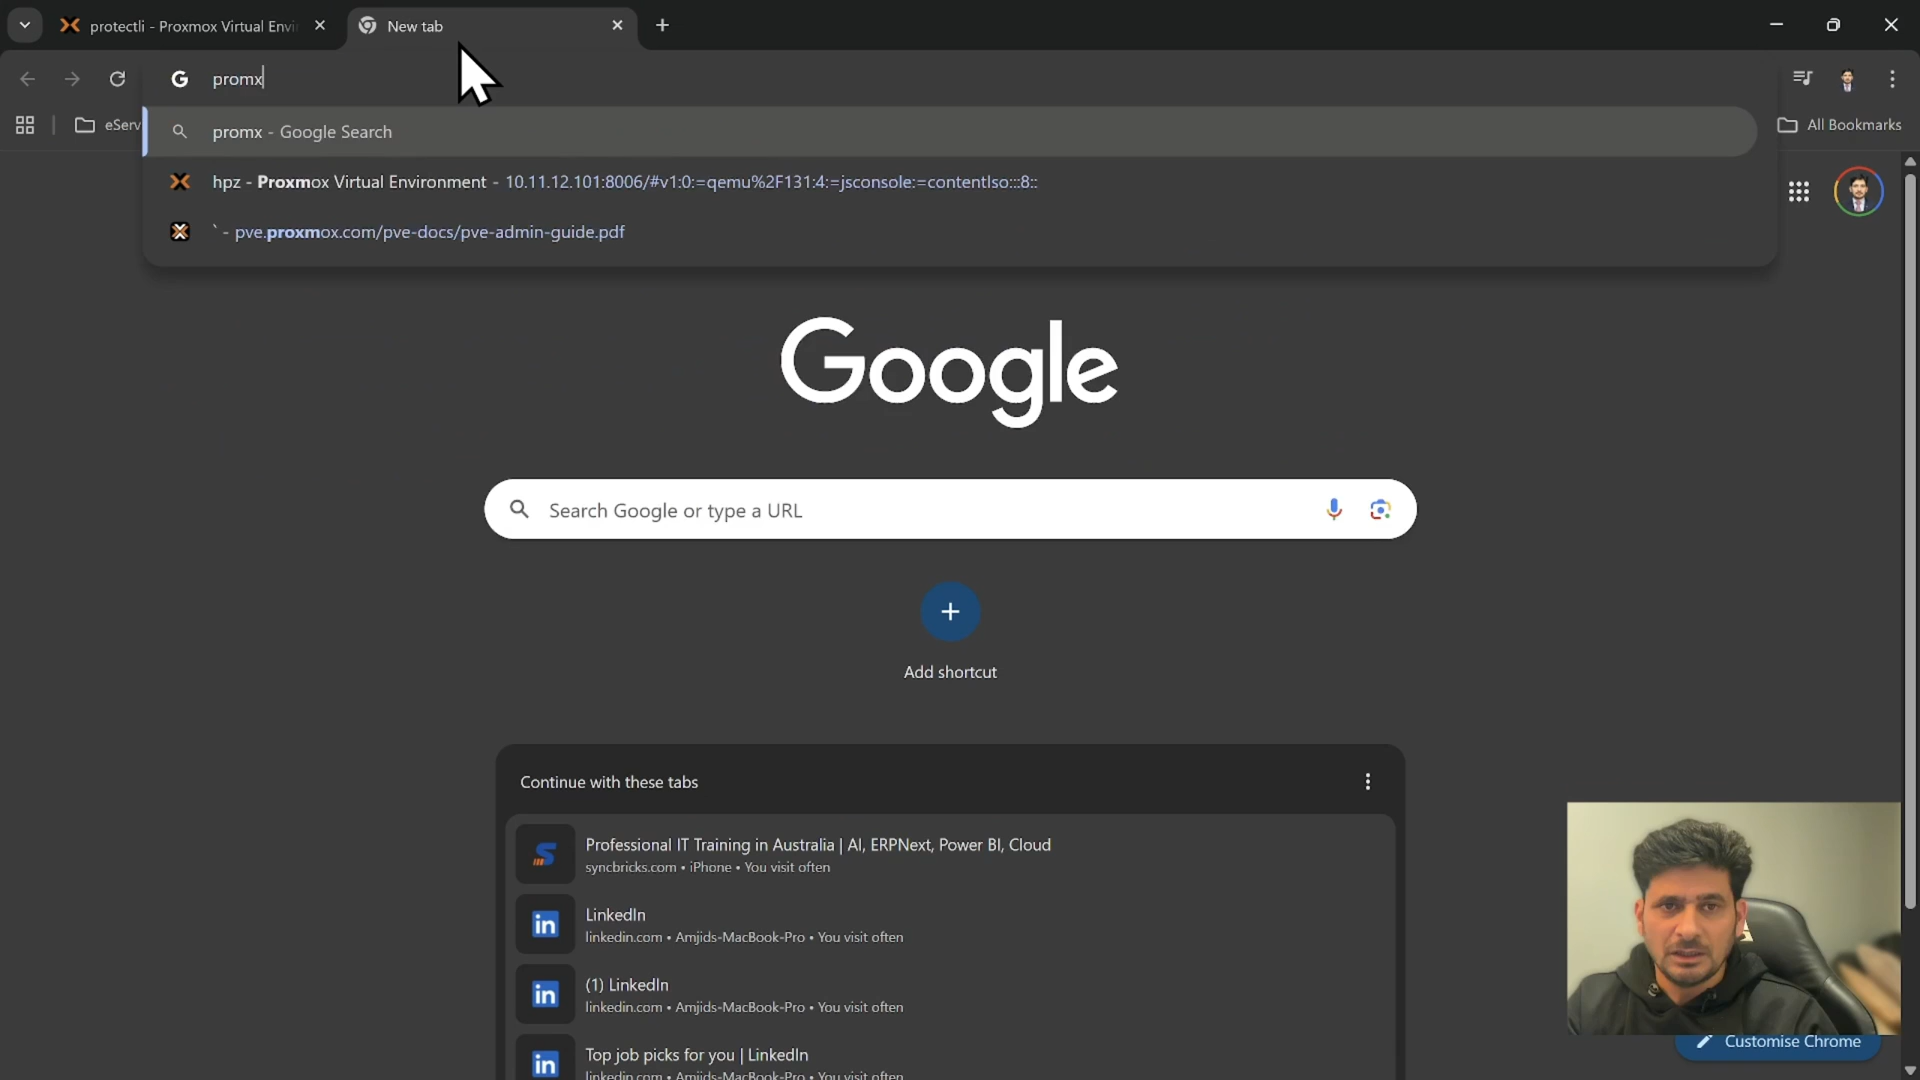 protectli - Proxmox Virtual Envi
New tab
promx
eServ
All Bookmarks
promx - Google Search
hpz - Proxmox Virtual Environment - 10.11.12.101:8006/#v1:0:=qemu%2F131:4:=jsconsole:=contentIso:::8::
` - pve.proxmox.com/pve-docs/pve-admin-guide.pdf
Google
Search Google or type a URL
Add shortcut
Continue with these tabs
Professional IT Training in Australia | AI, ERPNext, Power BI, Cloud
syncbricks.com • iPhone • You visit often
LinkedIn
linkedin.com • Amjids-MacBook-Pro • You visit often
(1) LinkedIn
linkedin.com • Amjids-MacBook-Pro • You visit often
Top job picks for you | LinkedIn
linkedin.com • Amjids-MacBook-Pro • You visit often
Customise Chrome